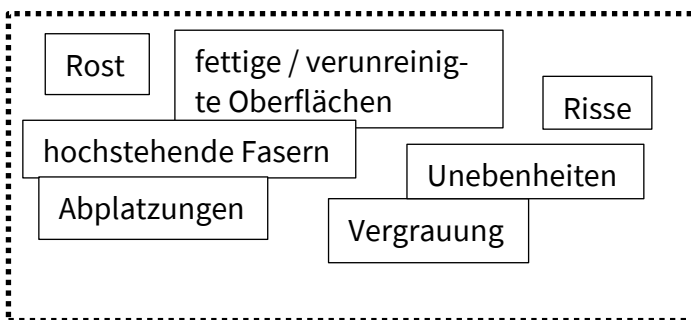 Rost
fettige / verunreinig-
te Oberflächen
Risse
hochstehende Fasern
Unebenheiten
Abplatzungen
Vergrauung